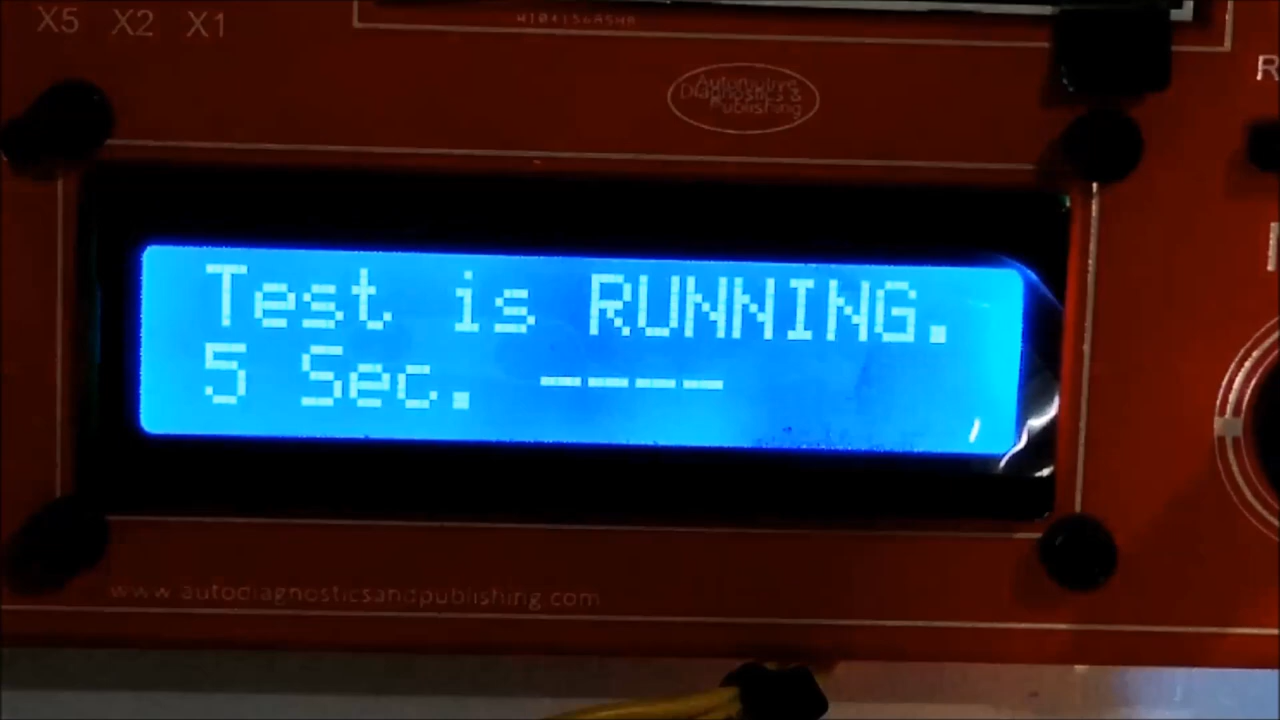 X5 X2 X1
Automotive
Diagnostics &
Publishing
R
Test is RUNNING.
5 Sec. ----
www.autodiagnosticsandpublishing.com